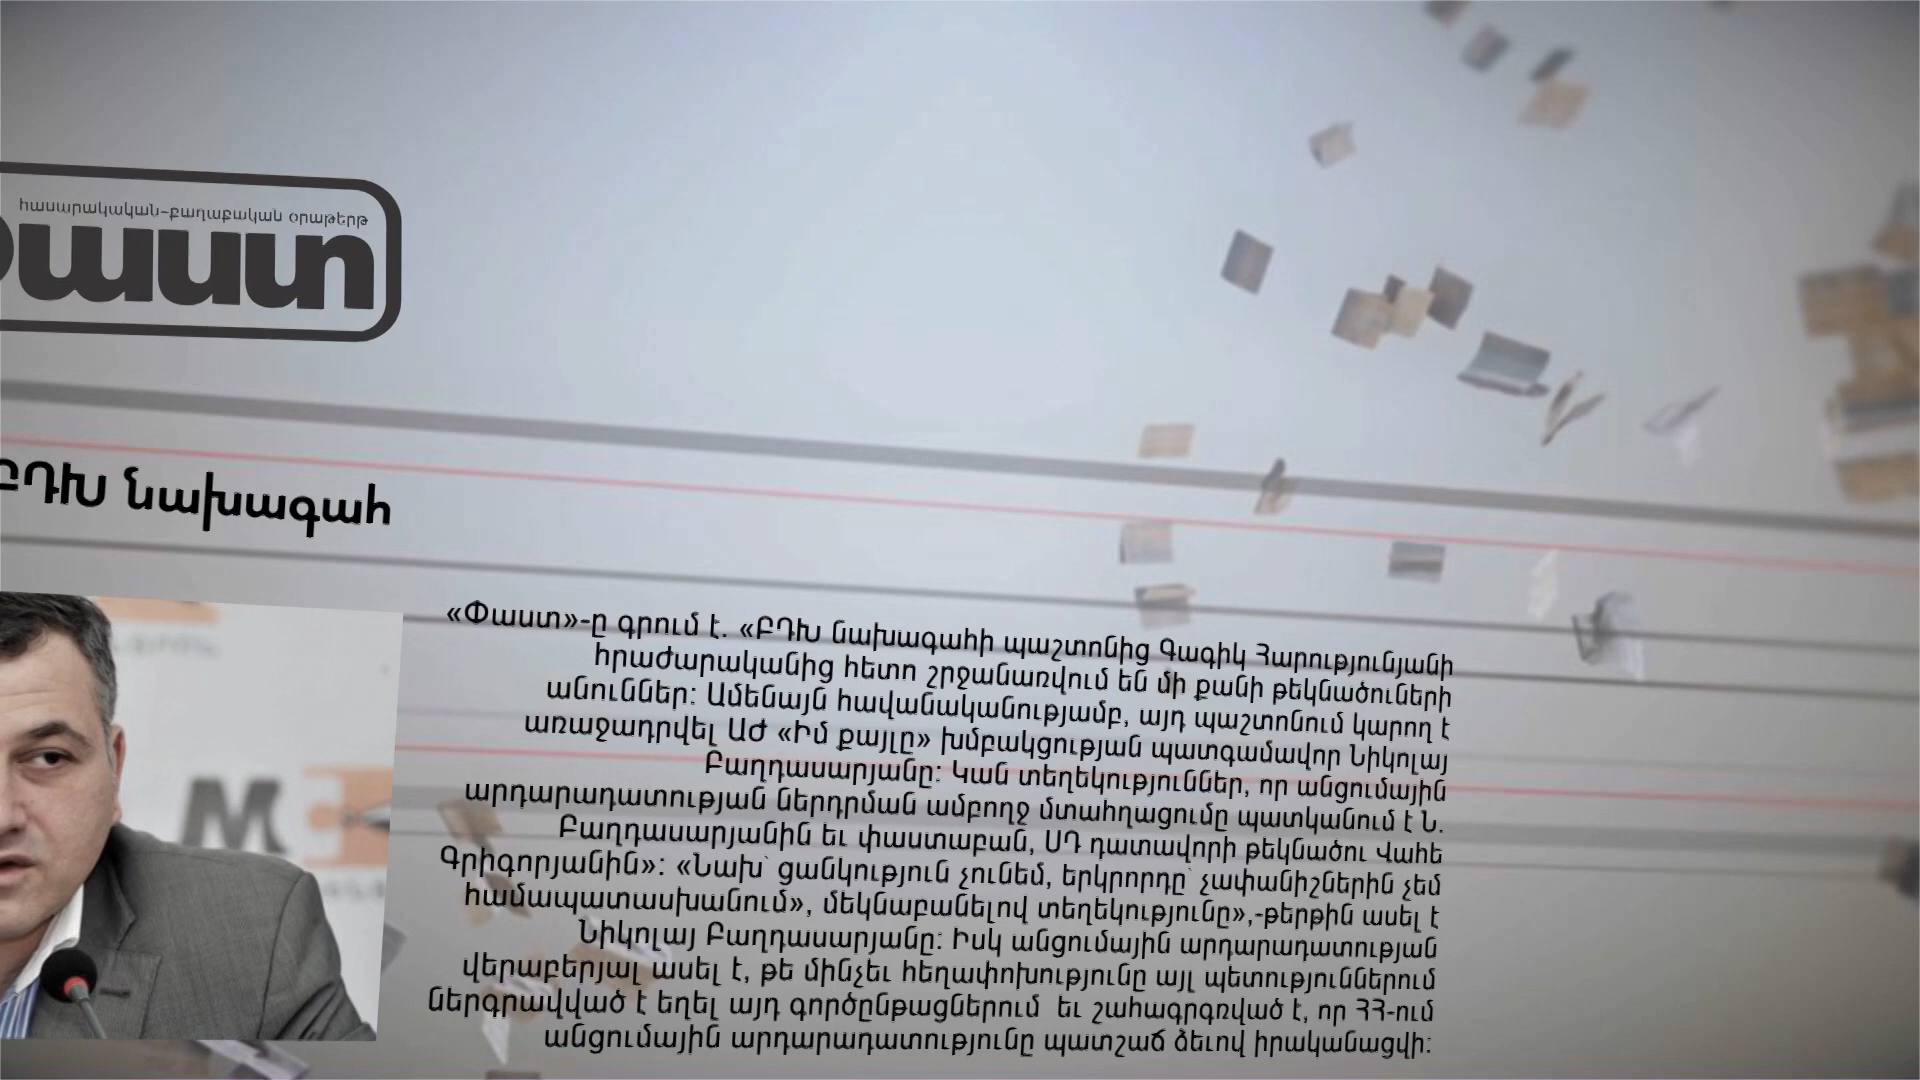 հասարակական-քաղաքական օրաթերթ
Փաստ
ԲԴԽ նախագահ
«Փաստ»-ը գրում է. «ԲԴԽ նախագահի պաշտոնից Գագիկ Հարությունյանի
հրաժարականից հետո շրջանառվում են մի քանի թեկնածուների
անուններ: Ամենայն հավանականությամբ, այդ պաշտոնում կարող է
առաջադրվել ԱԺ «Իմ քայլը» խմբակցության պատգամավոր Նիկոլայ
Բաղդասարյանը: Կան տեղեկություններ, որ անցումային
արդարադատության ներդրման ամբողջ մտահղացումը պատկանում է Ն.
Բաղդասարյանին եւ փաստաբան, ՍԴ դատավորի թեկնածու Վահե
Գրիգորյանին»: «Նախ՝ ցանկություն չունեմ, երկրորդը՝ չափանիշներին չեմ
համապատասխանում», մեկնաբանելով տեղեկությունը»,-թերթին ասել է
Նիկոլայ Բաղդասարյանը: Իսկ անցումային արդարադատության
վերաբերյալ ասել է, թե մինչեւ հեղափոխությունը այլ պետություններում
ներգրավված է եղել այդ գործընթացներում եւ շահագրգռված է, որ ՀՀ-ում
անցումային արդարադատությունը պատշաճ ձեւով իրականացվի: